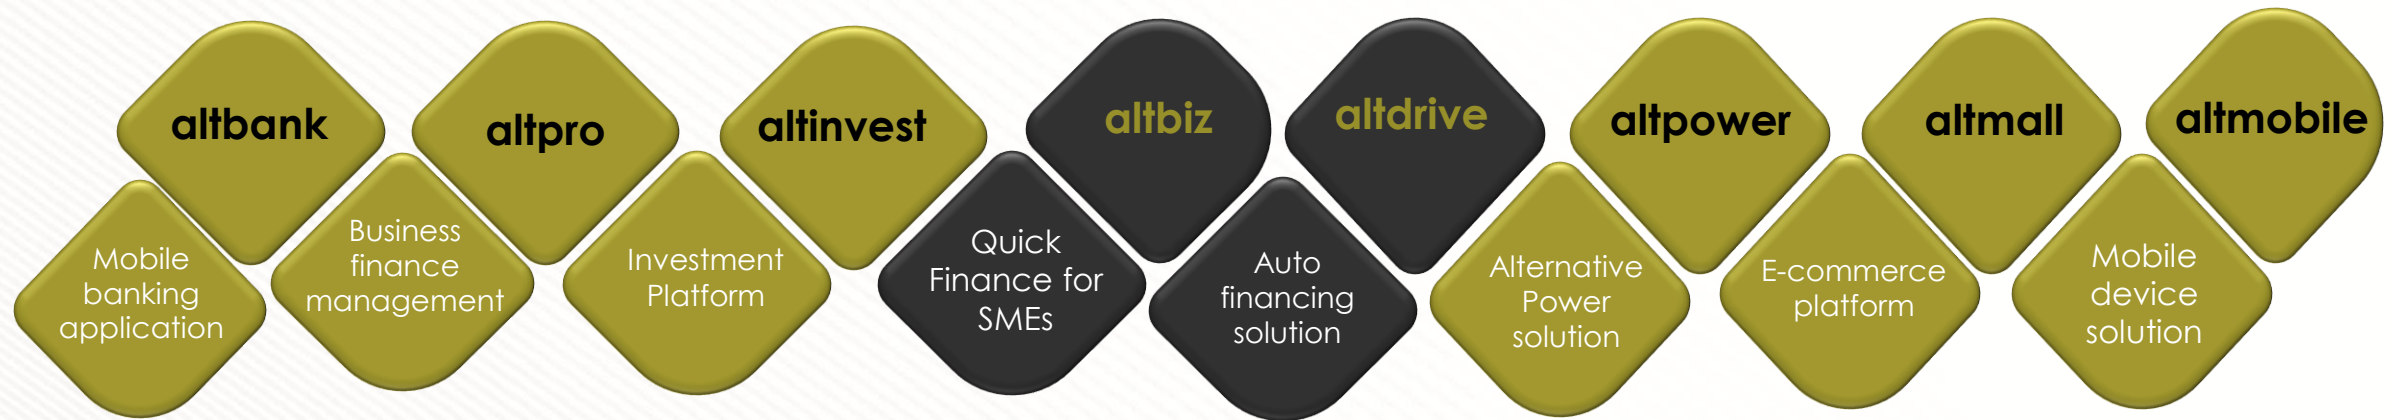 altbank
Mobile
banking
application
altpro
Business
finance
management
altinvest
Investment
Platform
altbiz
Quick
Finance for
SMEs
altdrive
Auto
financing
solution
altpower
Alternative
Power
solution
altmall
E-commerce
platform
altmobile
Mobile
device
solution